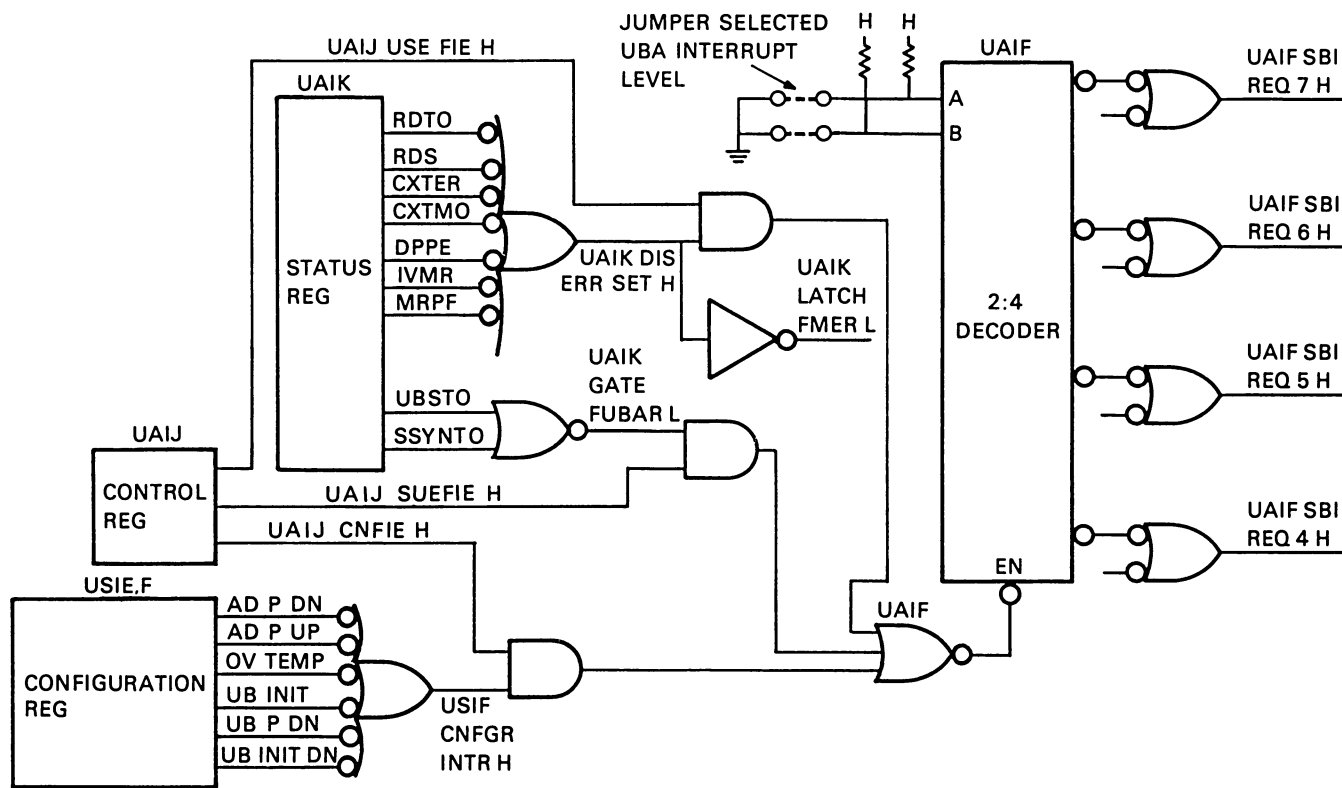 JUMPER SELECTED
UBA INTERRUPT
LEVEL
H H
UAIF
UAIF SBI
REQ 7 H
UAIJ USE FIE H
UAIK
RDTO
RDS
CXTER
CXTMO
DPPE
IVMR
MRPF
STATUS
REG
UBSTO
SSYNTO
A
B
UAIF SBI
REQ 6 H
UAIK DIS
ERR SET H
UAIK
LATCH
FMER L
2:4
DECODER
UAIK
GATE
FUBAR L
UAIF SBI
REQ 5 H
UAIJ
CONTROL
REG
UAIJ SUEFIE H
UAIJ CNFIE H
UAIF SBI
REQ 4 H
EN
USIE,F
AD P DN
AD P UP
OV TEMP
UB INIT
UB P DN
UB INIT DN
CONFIGURATION
REG
UAIF
USIF
CNFGR
INTR H